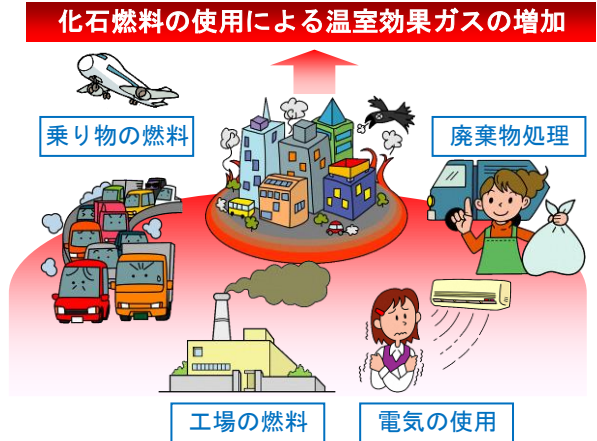 化石燃料の使用による温室効果ガスの増加
乗り物の燃料
廃棄物処理
工場の燃料
電気の使用